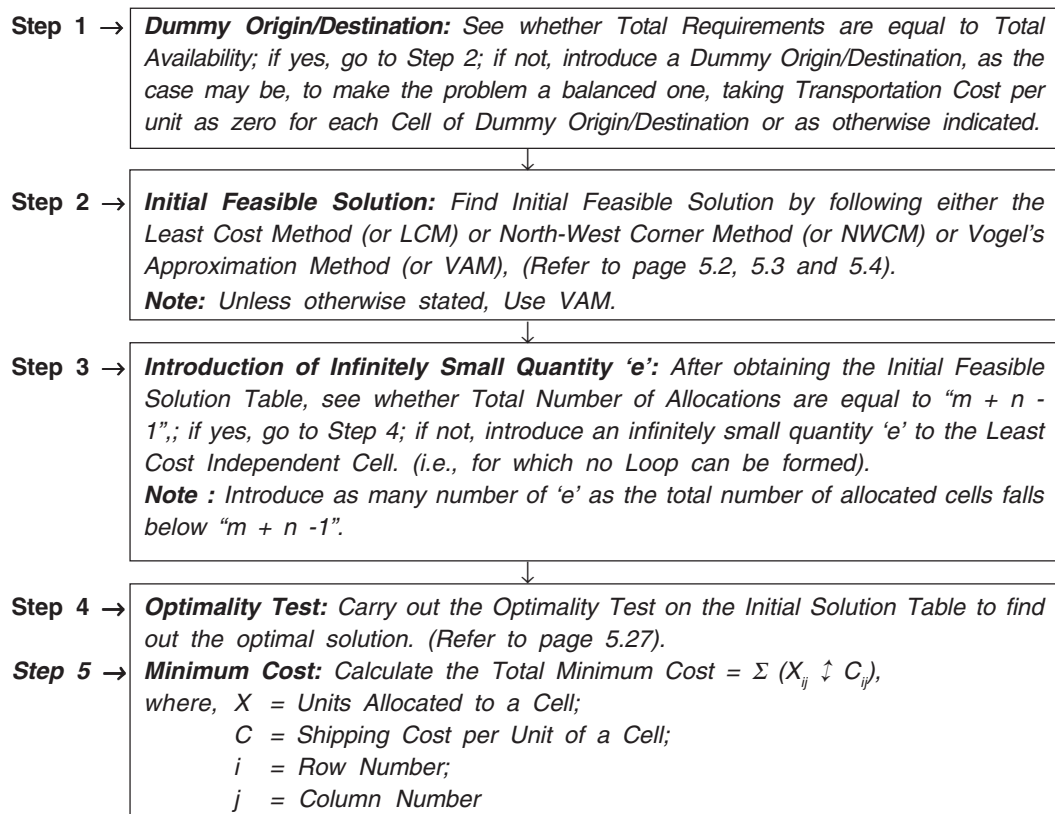 Step 1 → Dummy Origin/Destination: See whether Total Requirements are equal to Total
Availability; if yes, go to Step 2; if not, introduce a Dummy Origin/Destination, as the
case may be, to make the problem a balanced one, taking Transportation Cost per
unit as zero for each Cell of Dummy Origin/Destination or as otherwise indicated.
Step 2 → Initial Feasible Solution: Find Initial Feasible Solution by following either the
Least Cost Method (or LCM) or North-West Corner Method (or NWCM) or Vogel's
Approximation Method (or VAM), (Refer to page 5.2, 5.3 and 5.4).
Note: Unless otherwise stated, Use VAM.
Step 3 → Introduction of Infinitely Small Quantity ‘e’: After obtaining the Initial Feasible
Solution Table, see whether Total Number of Allocations are equal to “m + n -
1”,; if yes, go to Step 4; if not, introduce an infinitely small quantity ‘e’ to the Least
Cost Independent Cell. (i.e., for which no Loop can be formed).
Note : Introduce as many number of ‘e’ as the total number of allocated cells falls
below “m + n -1”.
Step 4 → Optimality Test: Carry out the Optimality Test on the Initial Solution Table to find
out the optimal solution. (Refer to page 5.27).
Step 5 → Minimum Cost: Calculate the Total Minimum Cost = Σ (Xij ↕ Cij),
where, X = Units Allocated to a Cell;
C = Shipping Cost per Unit of a Cell;
i = Row Number;
j = Column Number